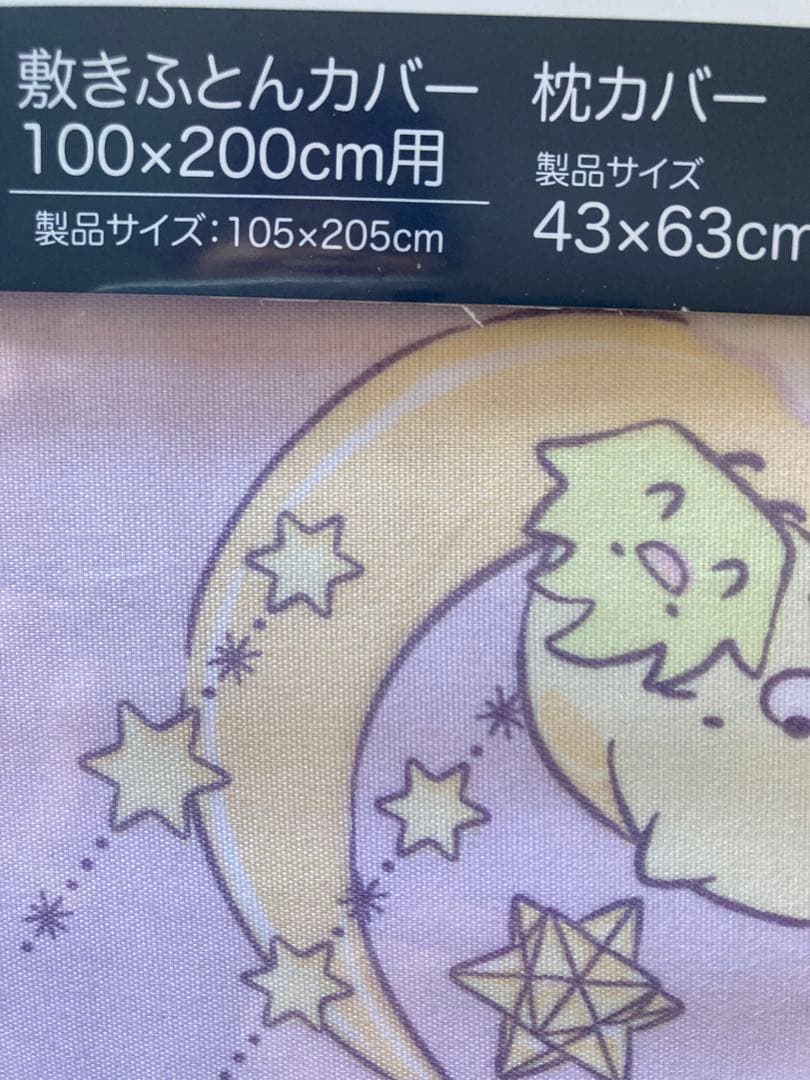 敷きふとんカバー
100×200cm用
製品サイズ:105×205cm
枕カバー
製品サイズ
43×63cm